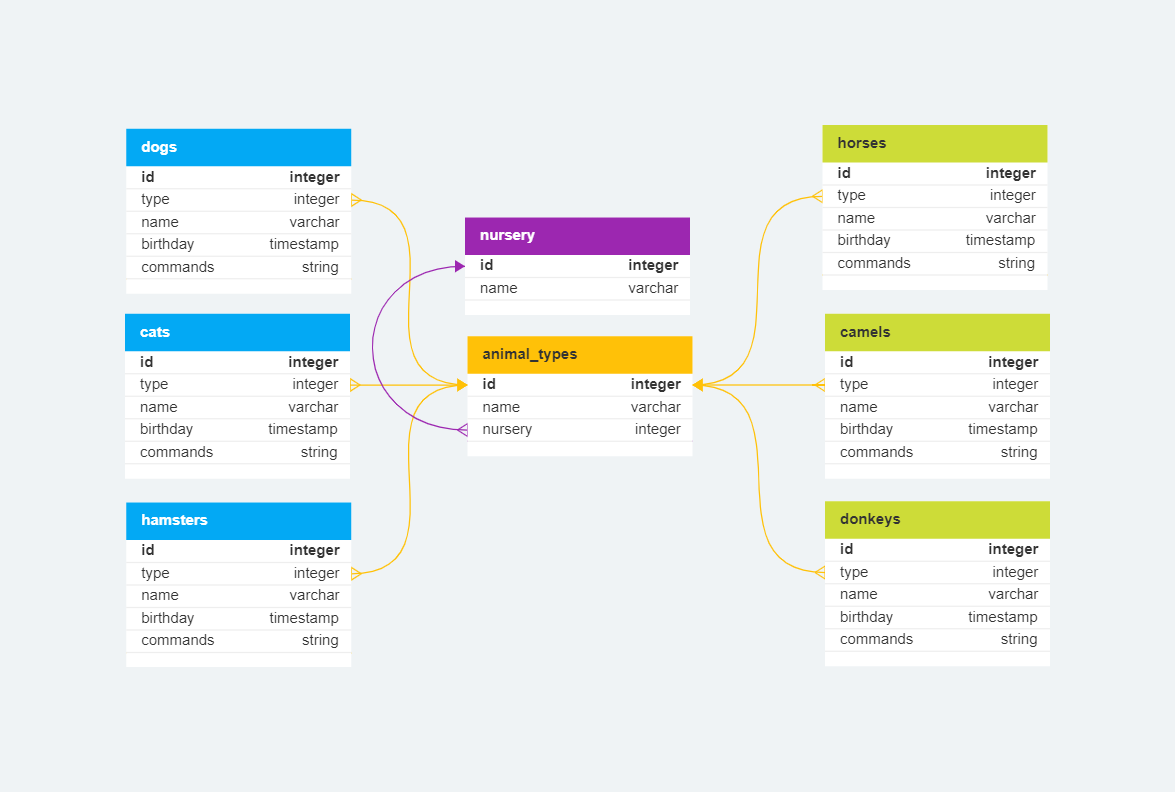 dogs
id integer
type integer
name varchar
birthday timestamp
commands string
cats
id integer
type integer
name varchar
birthday timestamp
commands string
hamsters
id integer
type integer
name varchar
birthday timestamp
commands string
nursery
id integer
name varchar
animal_types
id integer
name varchar
nursery integer
horses
id integer
type integer
name varchar
birthday timestamp
commands string
camels
id integer
type integer
name varchar
birthday timestamp
commands string
donkeys
id integer
type integer
name varchar
birthday timestamp
commands string